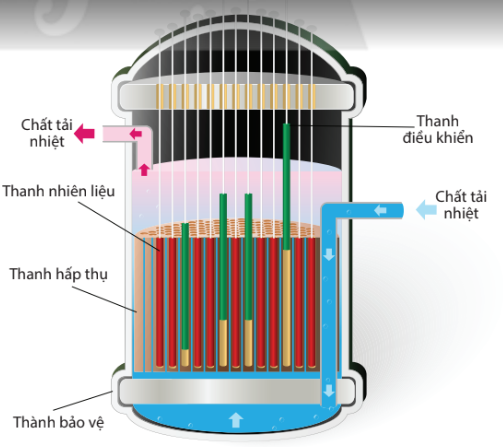 Chất tải
nhiệt
Thanh
điều khiển
Thanh nhiên liệu
Chất tải
nhiệt
Thanh hấp thụ
Thành bảo vệ